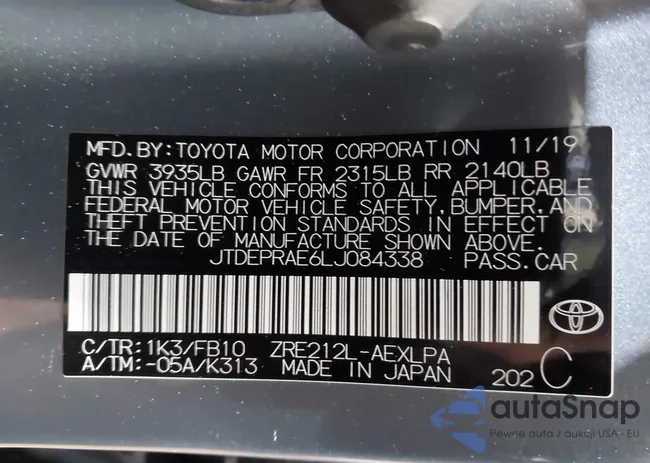 MFD.BY:TOYOTA MOTOR CORPORATION 11/19
GVWR 3935LB GAWR FR 2315LB RR 2140LB
THIS VEHICLE CONFORMS TO ALL APPLICABLE
FEDERAL MOTOR VEHICLE SAFETY,BUMPER,AND
THEFT PREVENTION STANDARDS IN EFFECT ON
THE DATE OF MANUFACTURE SHOWN ABOVE.
JTDEPRAE6LJ084338 PASS.CAR
C/TR:1K3/FB10 ZRE212L-AEXLPA
A/TM:-05A/K313 MADE IN JAPAN 202 C
autaSnap
Pewne auta z aukcji USA i EU